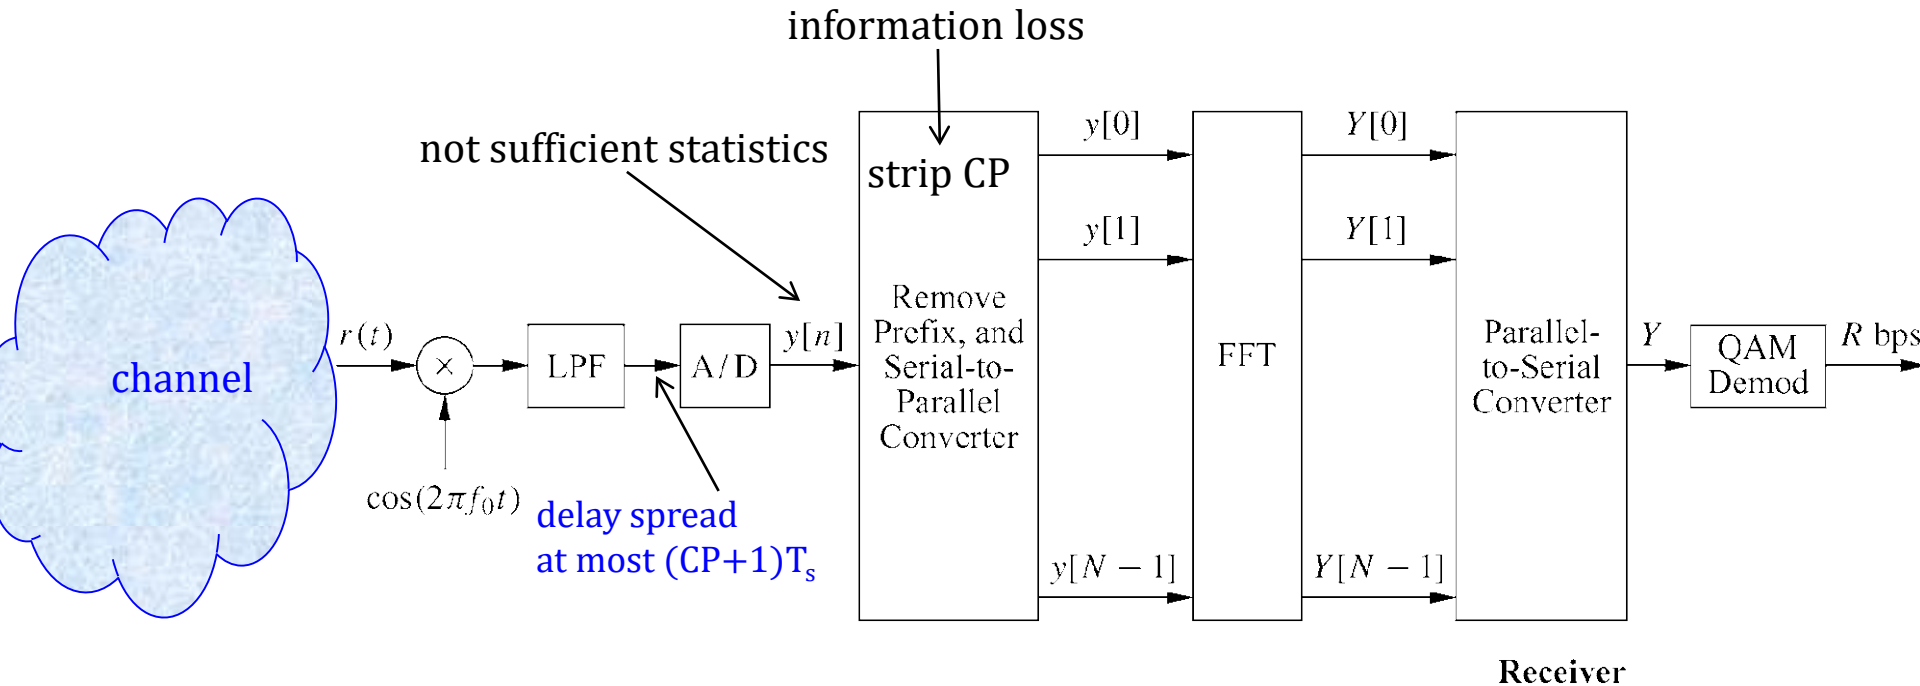 information loss
not sufficient statistics
strip CP
y[0]
Y[0]
y[1]
Y[1]
channel
r(t)
×
LPF
A/D
y[n]
Remove
Prefix, and
Serial-to-
Parallel
Converter
FFT
Parallel-
to-Serial
Converter
Y
QAM
Demod
R bps
cos(2πf₀t)
delay spread
at most (CP+1)Tₛ
y[N − 1]
Y[N − 1]
Receiver